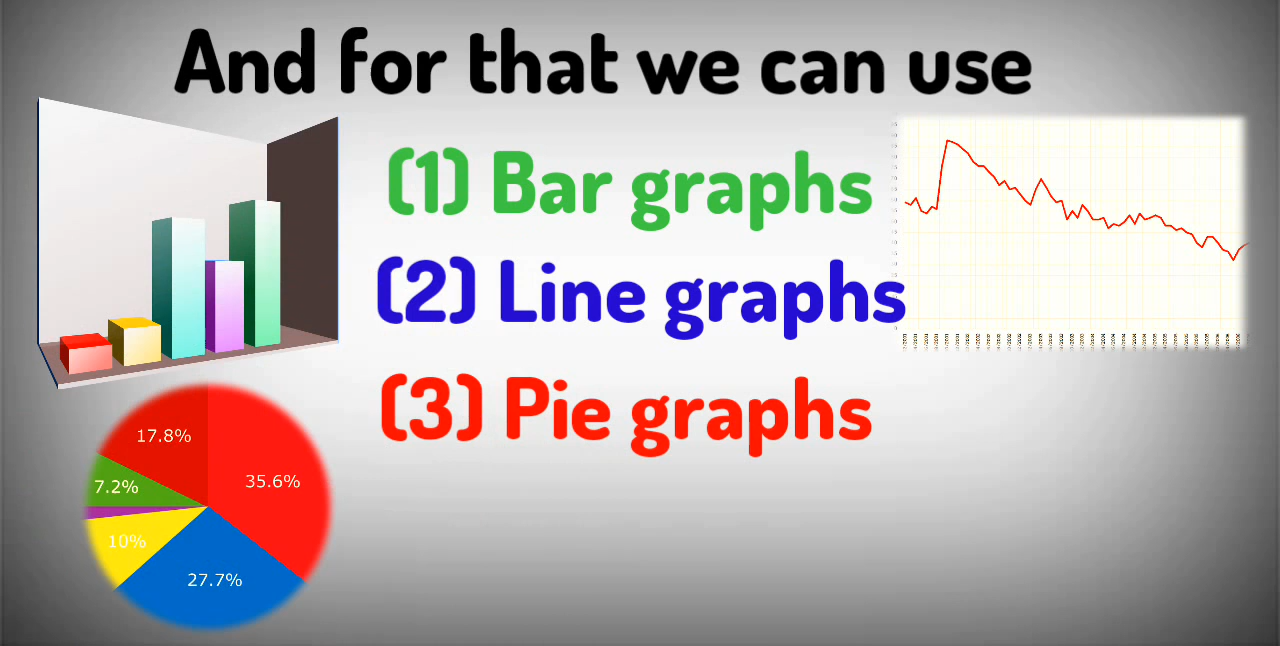 And for that we can use
(1) Bar graphs
(2) Line graphs
(3) Pie graphs
17.8%
35.6%
7.2%
10%
27.7%